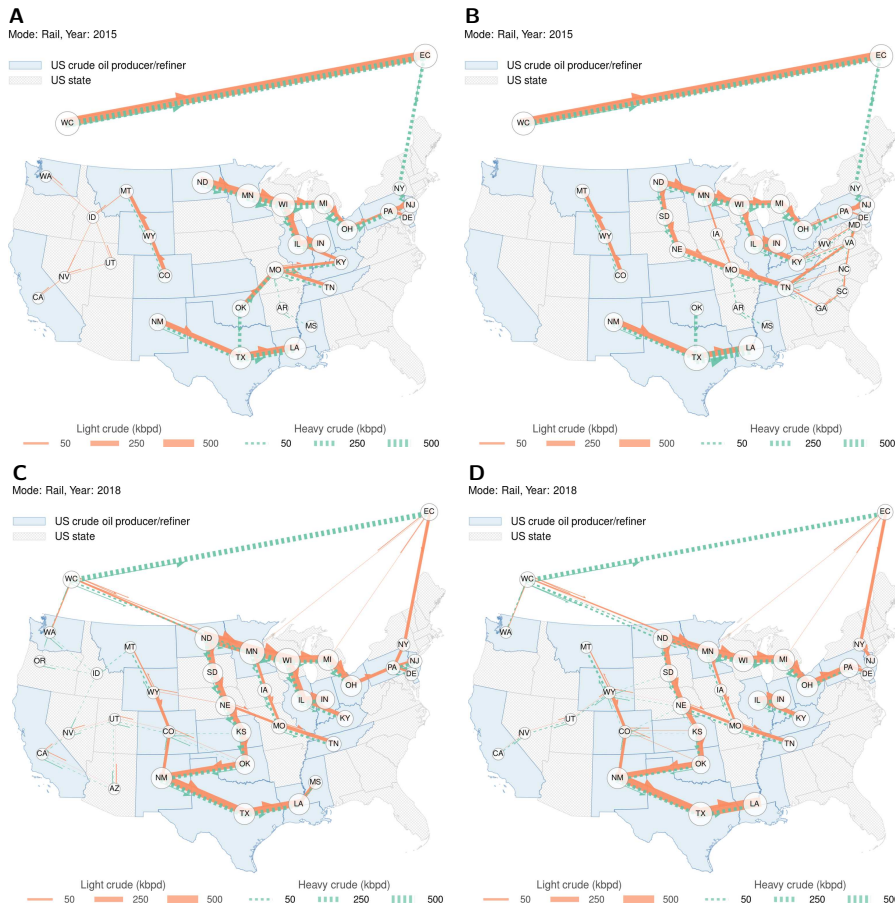 A
Mode: Rail, Year: 2015
US crude oil producer/refiner
US state
EC
WC
WA
MT
ND
MN
WI
MI
NY
NJ
PA
DE
OH
ID
WY
IL
IN
KY
UT
NV
CO
MO
TN
CA
OK
AR
NM
MS
TX
LA
Light crude (kbpd)
Heavy crude (kbpd)
50 250 500 50 250 500
B
Mode: Rail, Year: 2015
US crude oil producer/refiner
US state
EC
WC
MT
ND
MN
WI
MI
NY
NJ
PA
DE
MD
SD
OH
WY
IA
IL
IN
WV
VA
NE
KY
CO
MO
NC
TN
SC
OK
AR
GA
NM
MS
TX
LA
Light crude (kbpd)
Heavy crude (kbpd)
50 250 500 50 250 500
C
Mode: Rail, Year: 2018
US crude oil producer/refiner
US state
EC
WC
WA
ND
MT
MN
WI
MI
NY
NJ
PA
DE
OR
ID
SD
OH
WY
IA
IL
IN
NE
KY
UT
NV
CO
KS
MO
TN
CA
OK
NM
AZ
MS
TX
LA
Light crude (kbpd)
Heavy crude (kbpd)
50 250 500 50 250 500
D
Mode: Rail, Year: 2018
US crude oil producer/refiner
US state
EC
WC
WA
ND
MT
MN
WI
MI
NY
NJ
PA
DE
SD
OH
WY
IA
IL
IN
NE
KY
UT
NV
CO
KS
MO
TN
CA
OK
NM
TX
LA
Light crude (kbpd)
Heavy crude (kbpd)
50 250 500 50 250 50